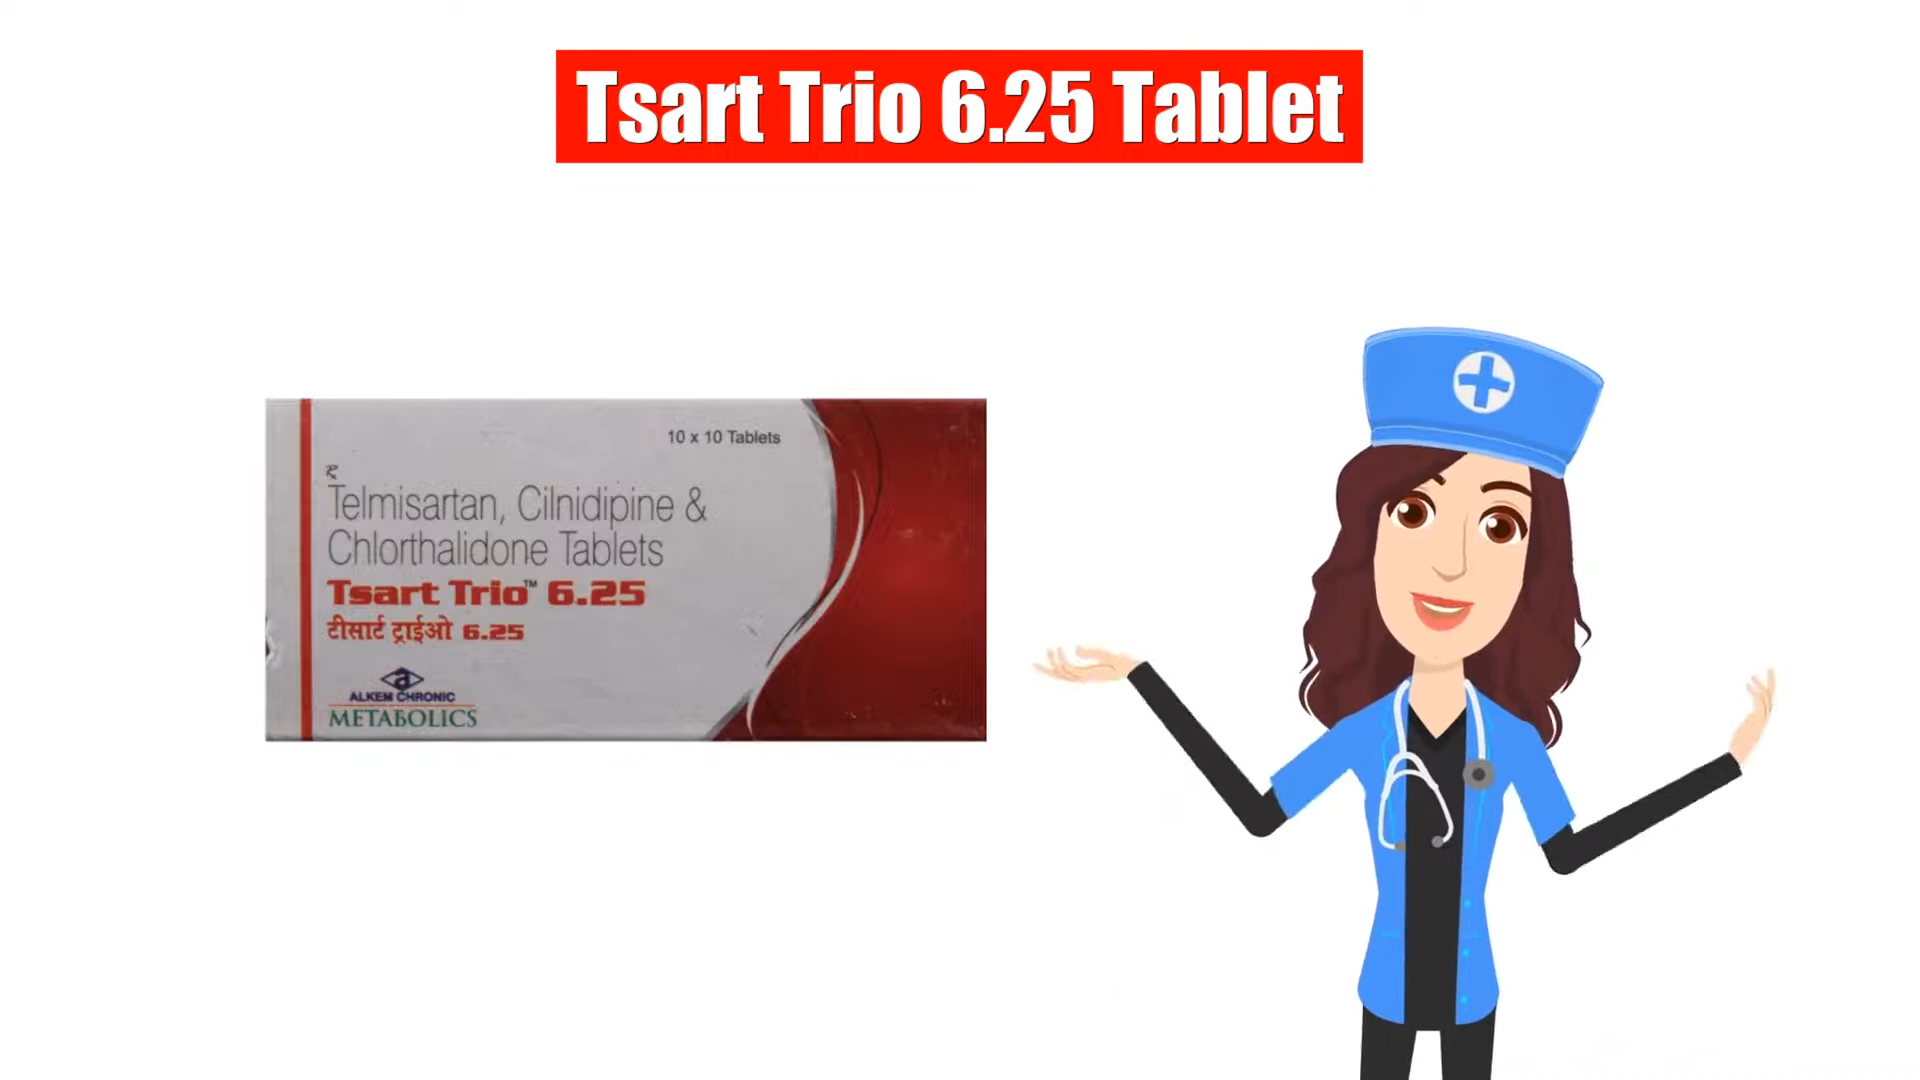 Tsart Trio 6.25 Tablet
10 x 10 Tablets
℞
Telmisartan, Cilnidipine &
Chlorthalidone Tablets
Tsart Trio™ 6.25
टीसार्ट ट्राईओ 6.25
a
ALKEM CHRONIC
METABOLICS